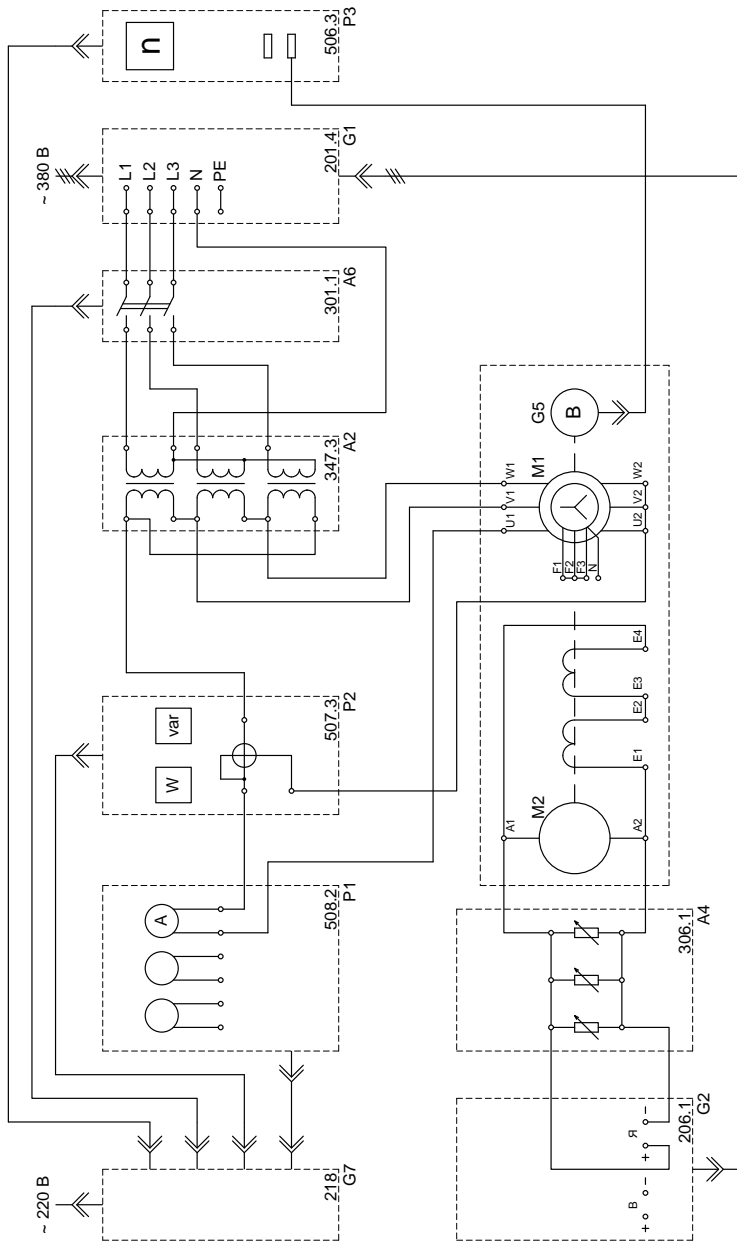 ~ 220 В
218
G7
A
508.2
P1
W var
507.3
P2
347.3
A2
301.1
A6
~ 380 В
L1
L2
L3
N
PE
201.4
G1
n
506.3
P3
+ В − + Я −
206.1
G2
306.1
A4
A1
M2
A2
E1 E2 E3 E4
F1
F2
F3
N
U1 V1 W1
M1
U2 V2 W2
G5
B